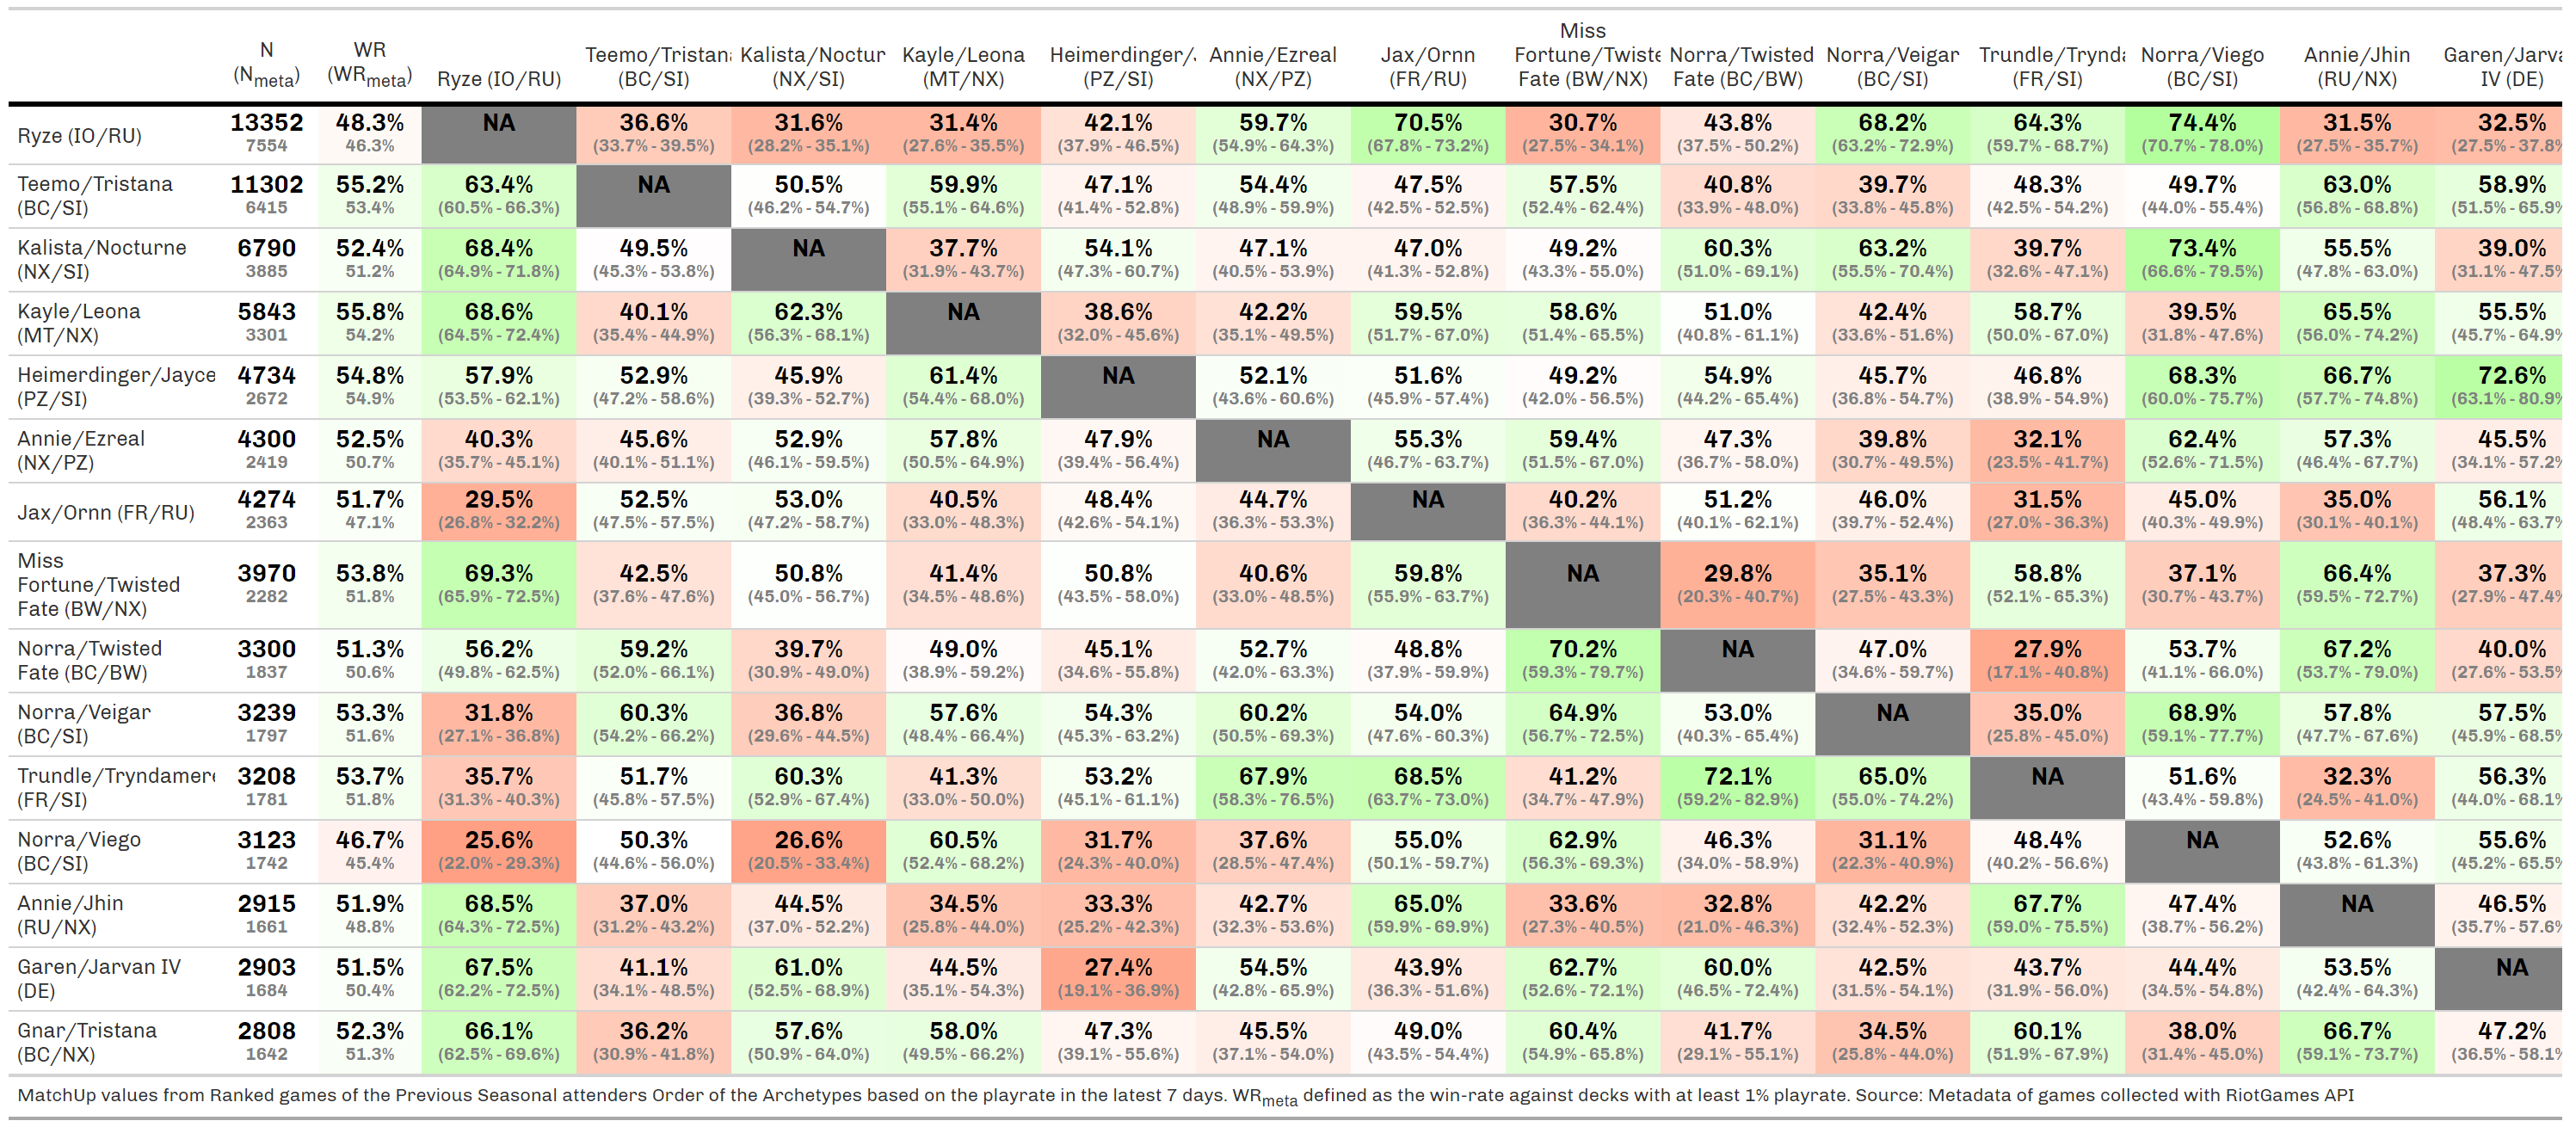 N (N meta) WR (WR meta) Ryze (IO/RU) Teemo/Tristana (BC/SI) Kalista/Noctur (NX/SI) Kayle/Leona (MT/NX) Heimerdinger/J (PZ/SI) Annie/Ezreal (NX/PZ) Jax/Ornn (FR/RU) Miss Fortune/Twiste Fate (BW/NX) Norra/Twisted Fate (BC/BW) Norra/Veigar (BC/SI) Trundle/Trynda (FR/SI) Norra/Viego (BC/SI) Annie/Jhin (RU/NX) Garen/Jarva IV (DE)
Ryze (IO/RU) 13352 48.3% NA 36.6% 31.6% 31.4% 42.1% 59.7% 70.5% 30.7% 43.8% 68.2% 64.3% 74.4% 31.5% 32.5%
7554 46.3% (33.7% - 39.5%) (28.2% - 35.1%) (27.6% - 35.5%) (37.9% - 46.5%) (54.9% - 64.3%) (67.8% - 73.2%) (27.5% - 34.1%) (37.5% - 50.2%) (63.2% - 72.9%) (59.7% - 68.7%) (70.7% - 78.0%) (27.5% - 35.7%) (27.5% - 37.8%
Teemo/Tristana 11302 55.2% 63.4% NA 50.5% 59.9% 47.1% 54.4% 47.5% 57.5% 40.8% 39.7% 48.3% 49.7% 63.0% 58.9%
(BC/SI) 6415 53.4% (60.5% - 66.3%) (46.2% - 54.7%) (55.1% - 64.6%) (41.4% - 52.8%) (48.9% - 59.9%) (42.5% - 52.5%) (52.4% - 62.4%) (33.9% - 48.0%) (33.8% - 45.8%) (42.5% - 54.2%) (44.0% - 55.4%) (56.8% - 68.8%) (51.5% - 65.9%
Kalista/Nocturne 6790 52.4% 68.4% 49.5% NA 37.7% 54.1% 47.1% 47.0% 49.2% 60.3% 63.2% 39.7% 73.4% 55.5% 39.0%
(NX/SI) 3885 51.2% (64.9% - 71.8%) (45.3% - 53.8%) (31.9% - 43.7%) (47.3% - 60.7%) (40.5% - 53.9%) (41.3% - 52.8%) (43.3% - 55.0%) (51.0% - 69.1%) (55.5% - 70.4%) (32.6% - 47.1%) (66.6% - 79.5%) (47.8% - 63.0%) (31.1% - 47.5%
Kayle/Leona 5843 55.8% 68.6% 40.1% 62.3% NA 38.6% 42.2% 59.5% 58.6% 51.0% 42.4% 58.7% 39.5% 65.5% 55.5%
(MT/NX) 3301 54.2% (64.5% - 72.4%) (35.4% - 44.9%) (56.3% - 68.1%) (32.0% - 45.6%) (35.1% - 49.5%) (51.7% - 67.0%) (51.4% - 65.5%) (40.8% - 61.1%) (33.6% - 51.6%) (50.0% - 67.0%) (31.8% - 47.6%) (56.0% - 74.2%) (45.7% - 64.9%
Heimerdinger/Jayce 4734 54.8% 57.9% 52.9% 45.9% 61.4% NA 52.1% 51.6% 49.2% 54.9% 45.7% 46.8% 68.3% 66.7% 72.6%
(PZ/SI) 2672 54.9% (53.5% - 62.1%) (47.2% - 58.6%) (39.3% - 52.7%) (54.4% - 68.0%) (43.6% - 60.6%) (45.9% - 57.4%) (42.0% - 56.5%) (44.2% - 65.4%) (36.8% - 54.7%) (38.9% - 54.9%) (60.0% - 75.7%) (57.7% - 74.8%) (63.1% - 80.9%
Annie/Ezreal 4300 52.5% 40.3% 45.6% 52.9% 57.8% 47.9% NA 55.3% 59.4% 47.3% 39.8% 32.1% 62.4% 57.3% 45.5%
(NX/PZ) 2419 50.7% (35.7% - 45.1%) (40.1% - 51.1%) (46.1% - 59.5%) (50.5% - 64.9%) (39.4% - 56.4%) (46.7% - 63.7%) (51.5% - 67.0%) (36.7% - 58.0%) (30.7% - 49.5%) (23.5% - 41.7%) (52.6% - 71.5%) (46.4% - 67.7%) (34.1% - 57.2%
Jax/Ornn (FR/RU) 4274 51.7% 29.5% 52.5% 53.0% 40.5% 48.4% 44.7% NA 40.2% 51.2% 46.0% 31.5% 45.0% 35.0% 56.1%
2363 47.1% (26.8% - 32.2%) (47.5% - 57.5%) (47.2% - 58.7%) (33.0% - 48.3%) (42.6% - 54.1%) (36.3% - 53.3%) (36.3% - 44.1%) (40.1% - 62.1%) (39.7% - 52.4%) (27.0% - 36.3%) (40.3% - 49.9%) (30.1% - 40.1%) (48.4% - 63.7%
Miss
Fortune/Twisted 3970 53.8% 69.3% 42.5% 50.8% 41.4% 50.8% 40.6% 59.8% NA 29.8% 35.1% 58.8% 37.1% 66.4% 37.3%
Fate (BW/NX) 2282 51.8% (65.9% - 72.5%) (37.6% - 47.6%) (45.0% - 56.7%) (34.5% - 48.6%) (43.5% - 58.0%) (33.0% - 48.5%) (55.9% - 63.7%) (20.3% - 40.7%) (27.5% - 43.3%) (52.1% - 65.3%) (30.7% - 43.7%) (59.5% - 72.7%) (27.9% - 47.4%
Norra/Twisted 3300 51.3% 56.2% 59.2% 39.7% 49.0% 45.1% 52.7% 48.8% 70.2% NA 47.0% 27.9% 53.7% 67.2% 40.0%
Fate (BC/BW) 1837 50.6% (49.8% - 62.5%) (52.0% - 66.1%) (30.9% - 49.0%) (38.9% - 59.2%) (34.6% - 55.8%) (42.0% - 63.3%) (37.9% - 59.9%) (59.3% - 79.7%) (34.6% - 59.7%) (17.1% - 40.8%) (41.1% - 66.0%) (53.7% - 79.0%) (27.6% - 53.5%
Norra/Veigar 3239 53.3% 31.8% 60.3% 36.8% 57.6% 54.3% 60.2% 54.0% 64.9% 53.0% NA 35.0% 68.9% 57.8% 57.5%
(BC/SI) 1797 51.6% (27.1% - 36.8%) (54.2% - 66.2%) (29.6% - 44.5%) (48.4% - 66.4%) (45.3% - 63.2%) (50.5% - 69.3%) (47.6% - 60.3%) (56.7% - 72.5%) (40.3% - 65.4%) (25.8% - 45.0%) (59.1% - 77.7%) (47.7% - 67.6%) (45.9% - 68.5%
Trundle/Tryndamere 3208 53.7% 35.7% 51.7% 60.3% 41.3% 53.2% 67.9% 68.5% 41.2% 72.1% 65.0% NA 51.6% 32.3% 56.3%
(FR/SI) 1781 51.8% (31.3% - 40.3%) (45.8% - 57.5%) (52.9% - 67.4%) (33.0% - 50.0%) (45.1% - 61.1%) (58.3% - 76.5%) (63.7% - 73.0%) (34.7% - 47.9%) (59.2% - 82.9%) (55.0% - 74.2%) (43.4% - 59.8%) (24.5% - 41.0%) (44.0% - 68.1%
Norra/Viego 3123 46.7% 25.6% 50.3% 26.6% 60.5% 31.7% 37.6% 55.0% 62.9% 46.3% 31.1% 48.4% NA 52.6% 55.6%
(BC/SI) 1742 45.4% (22.0% - 29.3%) (44.6% - 56.0%) (20.5% - 33.4%) (52.4% - 68.2%) (24.3% - 40.0%) (28.5% - 47.4%) (50.1% - 59.7%) (56.3% - 69.3%) (34.0% - 58.9%) (22.3% - 40.9%) (40.2% - 56.6%) (43.8% - 61.3%) (45.2% - 65.5%
Annie/Jhin 2915 51.9% 68.5% 37.0% 44.5% 34.5% 33.3% 42.7% 65.0% 33.6% 32.8% 42.2% 67.7% 47.4% NA 46.5%
(RU/NX) 1661 48.8% (64.3% - 72.5%) (31.2% - 43.2%) (37.0% - 52.2%) (25.8% - 44.0%) (25.2% - 42.3%) (32.3% - 53.6%) (59.9% - 69.9%) (27.3% - 40.5%) (21.0% - 46.3%) (32.4% - 52.3%) (59.0% - 75.5%) (38.7% - 56.2%) (35.7% - 57.6%
Garen/Jarvan IV 2903 51.5% 67.5% 41.1% 61.0% 44.5% 27.4% 54.5% 43.9% 62.7% 60.0% 42.5% 43.7% 44.4% 53.5% NA
(DE) 1684 50.4% (62.2% - 72.5%) (34.1% - 48.5%) (52.5% - 68.9%) (35.1% - 54.3%) (19.1% - 36.9%) (42.8% - 65.9%) (36.3% - 51.6%) (52.6% - 72.1%) (46.5% - 72.4%) (31.5% - 54.1%) (31.9% - 56.0%) (34.5% - 54.8%) (42.4% - 64.3%)
Gnar/Tristana 2808 52.3% 66.1% 36.2% 57.6% 58.0% 47.3% 45.5% 49.0% 60.4% 41.7% 34.5% 60.1% 38.0% 66.7% 47.2%
(BC/NX) 1642 51.3% (62.5% - 69.6%) (30.9% - 41.8%) (50.9% - 64.0%) (49.5% - 66.2%) (39.1% - 55.6%) (37.1% - 54.0%) (43.5% - 54.4%) (54.9% - 65.8%) (29.1% - 55.1%) (25.8% - 44.0%) (51.9% - 67.9%) (31.4% - 45.0%) (59.1% - 73.7%) (36.5% - 58.1%
MatchUp values from Ranked games of the Previous Seasonal attenders Order of the Archetypes based on the playrate in the latest 7 days. WR meta defined as the win-rate against decks with at least 1% playrate. Source: Metadata of games collected with RiotGames API